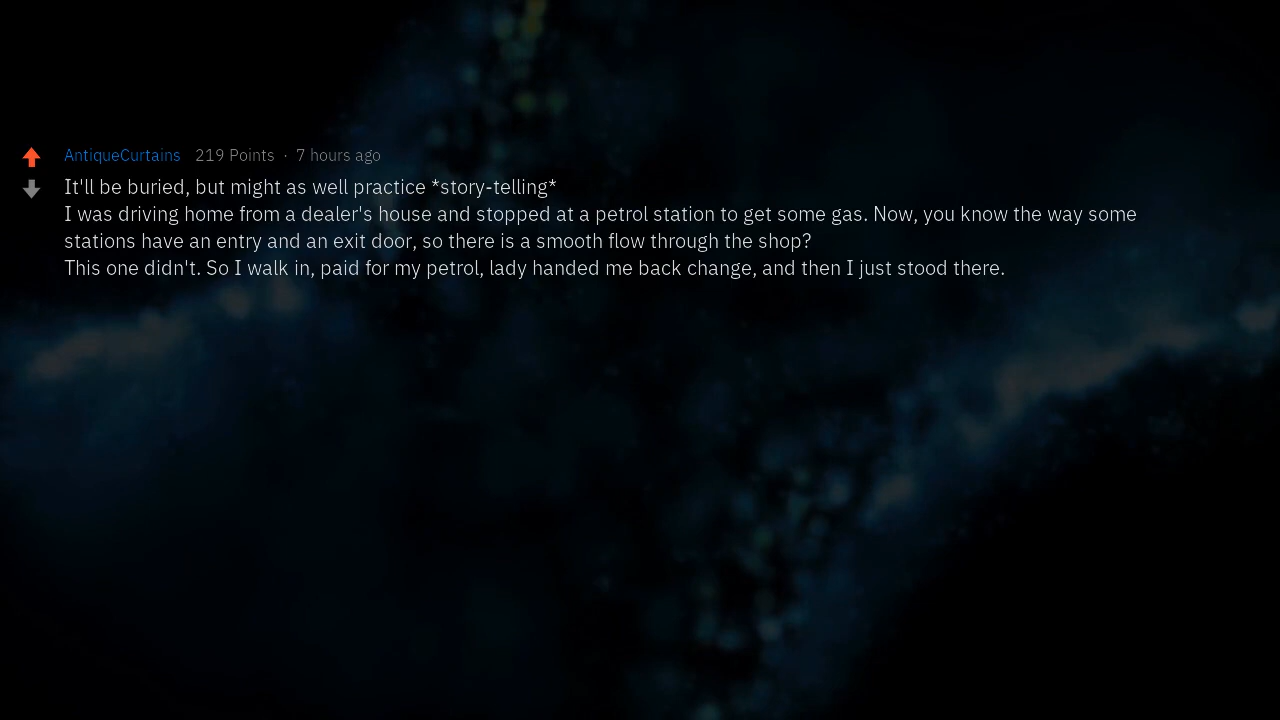 AntiqueCurtains 219 Points · 7 hours ago
It'll be buried, but might as well practice *story-telling*
I was driving home from a dealer's house and stopped at a petrol station to get some gas. Now, you know the way some
stations have an entry and an exit door, so there is a smooth flow through the shop?
This one didn't. So I walk in, paid for my petrol, lady handed me back change, and then I just stood there.